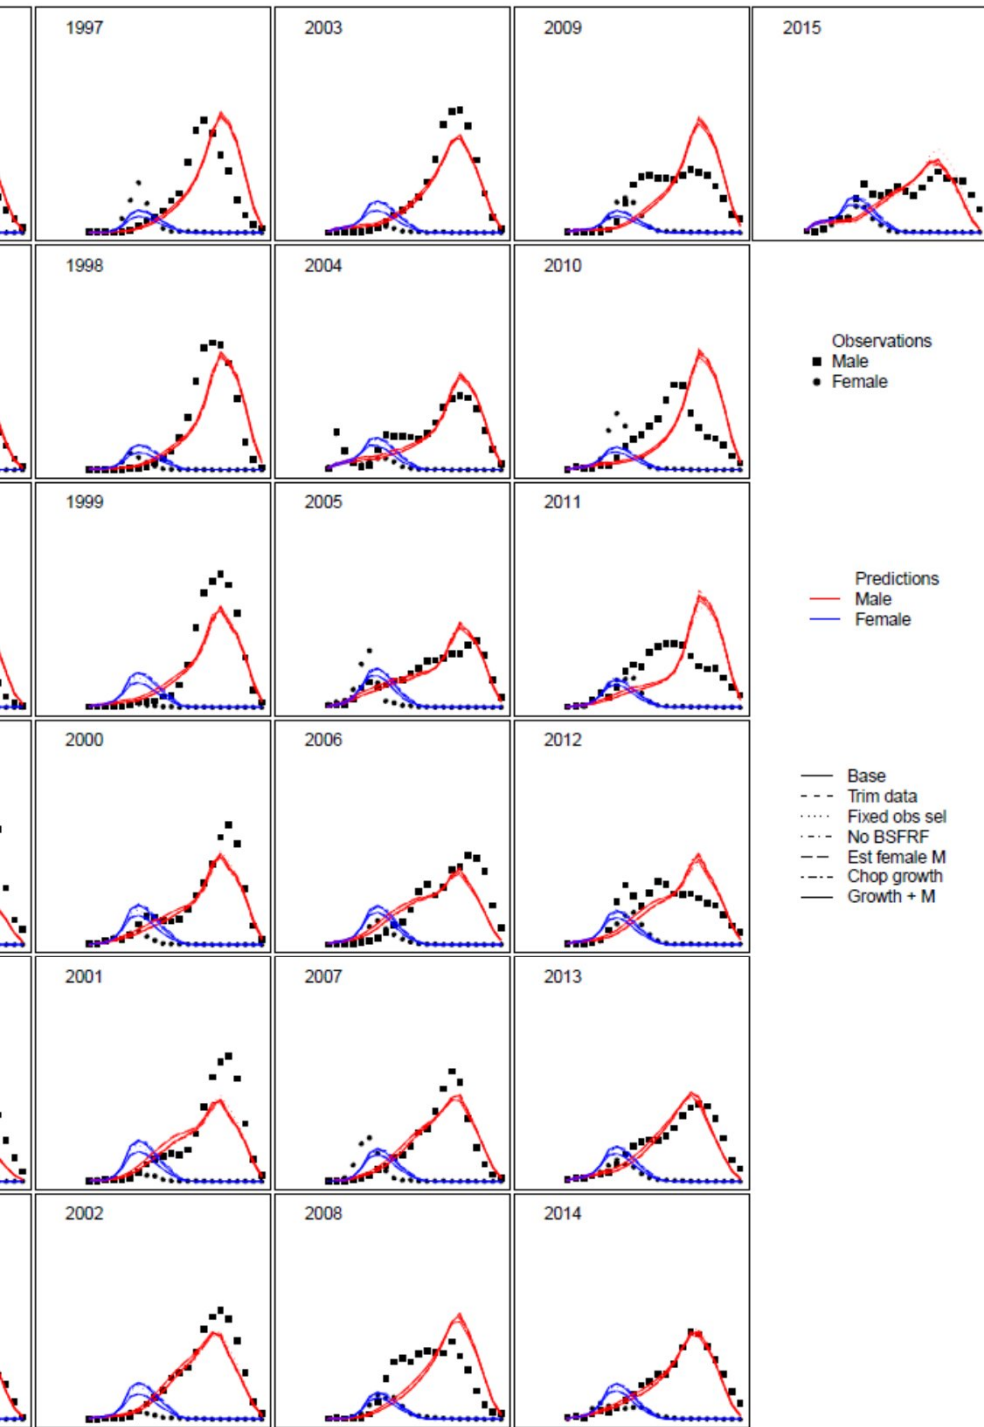 1997
2003
2009
2015
1998
2004
2010
Observations
Male
Female
1999
2005
2011
Predictions
Male
Female
2000
2006
2012
Base
Trim data
Fixed obs sel
No BSFRF
Est female M
Chop growth
Growth + M
2001
2007
2013
2002
2008
2014